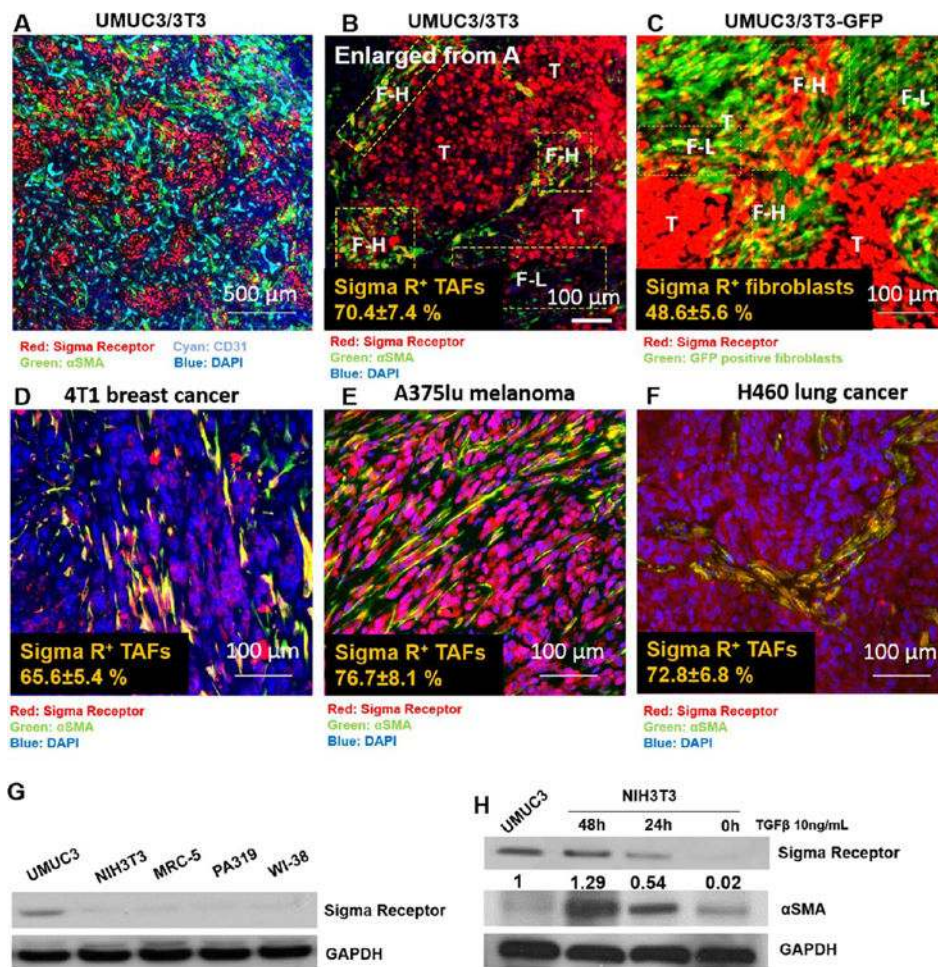 A UMUC3/3T3
500 µm
Red: Sigma Receptor Cyan: CD31
Green: αSMA Blue: DAPI
B UMUC3/3T3
Enlarged from A
F-H
T
T
F-H
T
F-H
F-L
Sigma R⁺ TAFs
70.4±7.4 %
100 µm
Red: Sigma Receptor
Green: αSMA
Blue: DAPI
C UMUC3/3T3-GFP
F-H
F-L
T
F-L
F-H
T
T
Sigma R⁺ fibroblasts
48.6±5.6 %
100 µm
Red: Sigma Receptor
Green: GFP positive fibroblasts
D 4T1 breast cancer
Sigma R⁺ TAFs
65.6±5.4 %
100 µm
Red: Sigma Receptor
Green: αSMA
Blue: DAPI
E A375lu melanoma
Sigma R⁺ TAFs
76.7±8.1 %
100 µm
Red: Sigma Receptor
Green: αSMA
Blue: DAPI
F H460 lung cancer
Sigma R⁺ TAFs
72.8±6.8 %
100 µm
Red: Sigma Receptor
Green: αSMA
Blue: DAPI
G
UMUC3 NIH3T3 MRC-5 PA319 WI-38
Sigma Receptor
GAPDH
H
UMUC3 NIH3T3
48h 24h 0h TGFβ 10ng/mL
Sigma Receptor
1 1.29 0.54 0.02
αSMA
GAPDH